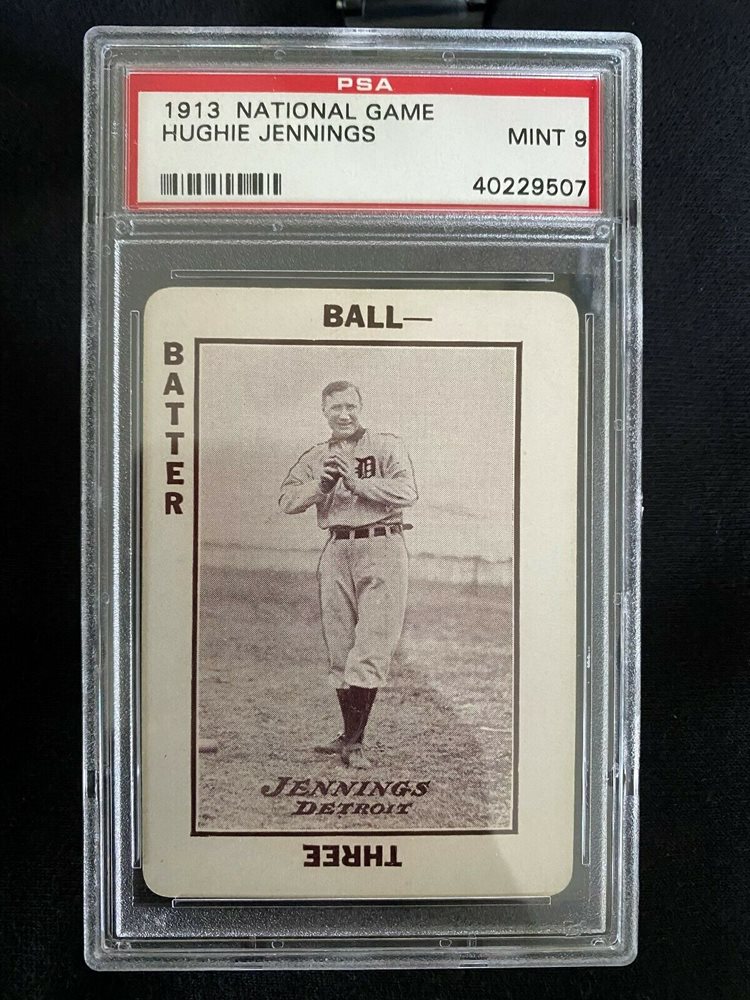 PSA
1913 NATIONAL GAME
HUGHIE JENNINGS
MINT 9
40229507
BALL—
BATTER
D
JENNINGS
DETROIT
THREE